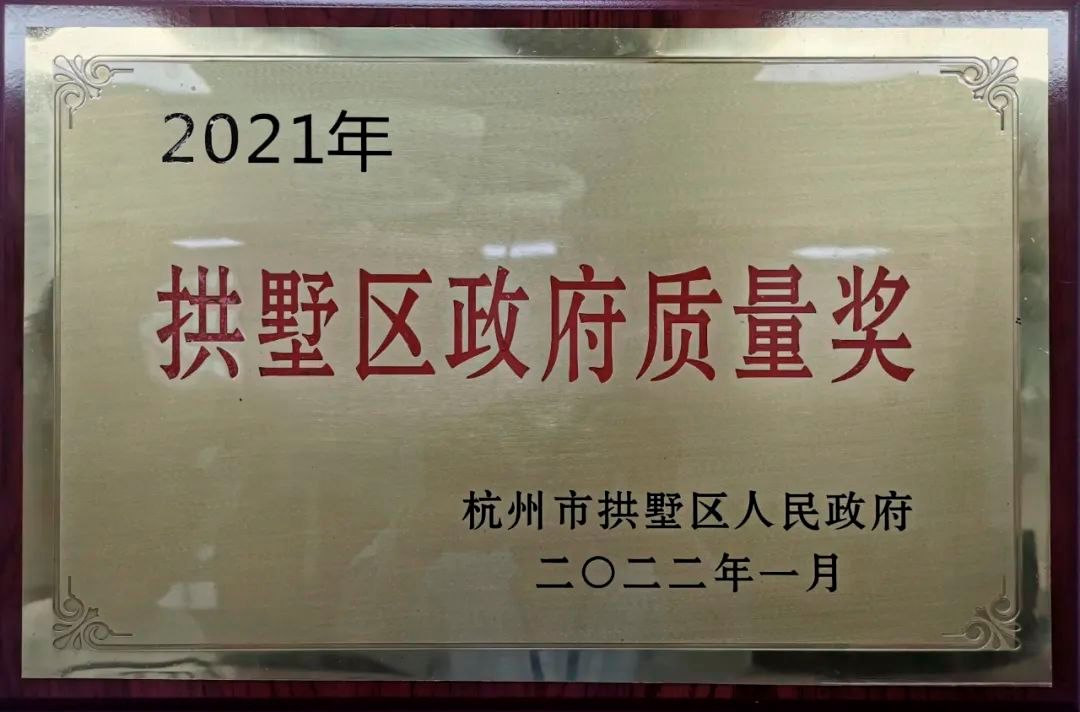 2021年
拱墅区政府质量奖
杭州市拱墅区人民政府
二〇二二年一月